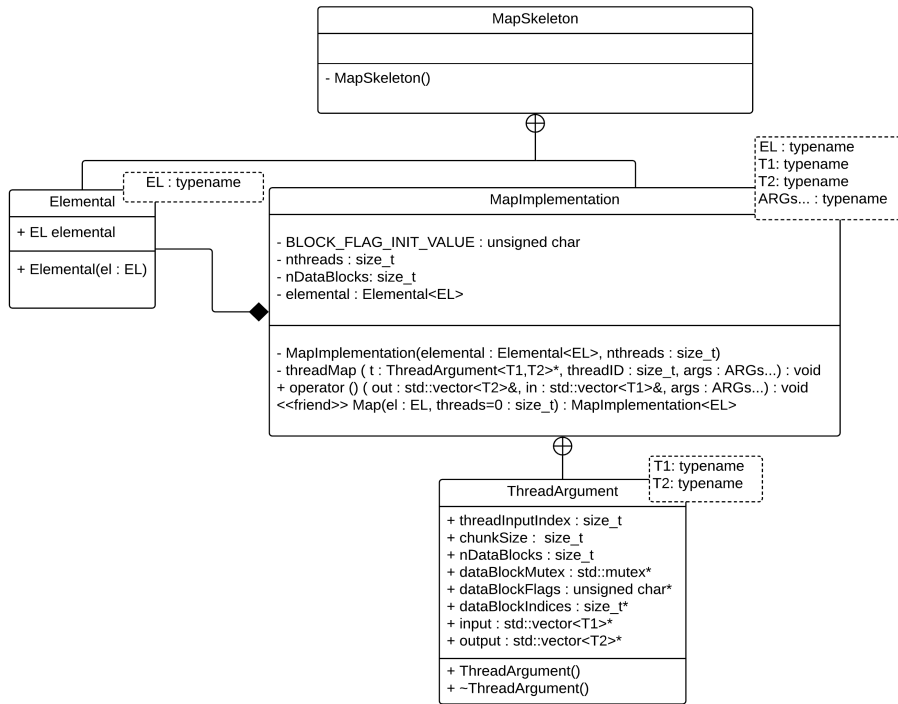 MapSkeleton
- MapSkeleton()
EL : typename
T1: typename
T2: typename
ARGs... : typename
EL : typename
Elemental
+ EL elemental
+ Elemental(el : EL)
MapImplementation
- BLOCK_FLAG_INIT_VALUE : unsigned char
- nthreads : size_t
- nDataBlocks: size_t
- elemental : Elemental<EL>
- MapImplementation(elemental : Elemental<EL>, nthreads : size_t)
- threadMap ( t : ThreadArgument<T1,T2>*, threadID : size_t, args : ARGs...) : void
+ operator () ( out : std::vector<T2>&, in : std::vector<T1>&, args : ARGs...) : void
<<friend>> Map(el : EL, threads=0 : size_t) : MapImplementation<EL>
T1: typename
T2: typename
ThreadArgument
+ threadInputIndex : size_t
+ chunkSize :  size_t
+ nDataBlocks : size_t
+ dataBlockMutex : std::mutex*
+ dataBlockFlags : unsigned char*
+ dataBlockIndices : size_t*
+ input : std::vector<T1>*
+ output : std::vector<T2>*
+ ThreadArgument()
+ ~ThreadArgument()